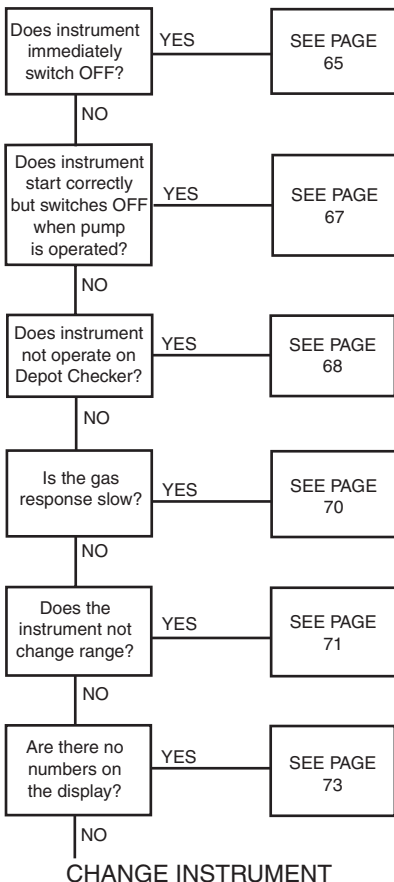 Does instrument
immediately
switch OFF?
YES
SEE PAGE
65
NO
Does instrument
start correctly
but switches OFF
when pump
is operated?
YES
SEE PAGE
67
NO
Does instrument
not operate on
Depot Checker?
YES
SEE PAGE
68
NO
Is the gas
response slow?
YES
SEE PAGE
70
NO
Does the
instrument not
change range?
YES
SEE PAGE
71
NO
Are there no
numbers on
the display?
YES
SEE PAGE
73
NO
CHANGE INSTRUMENT